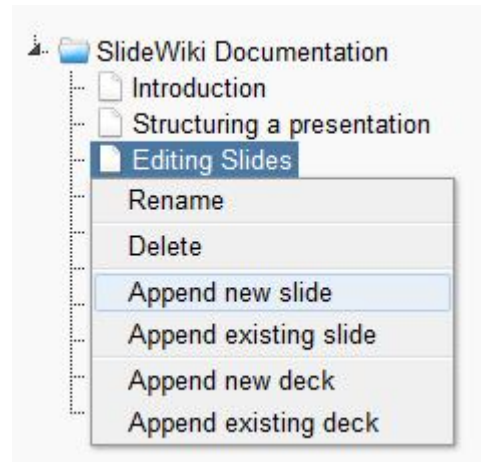 SlideWiki Documentation
Introduction
Structuring a presentation
Editing Slides
Rename
Delete
Append new slide
Append existing slide
Append new deck
Append existing deck